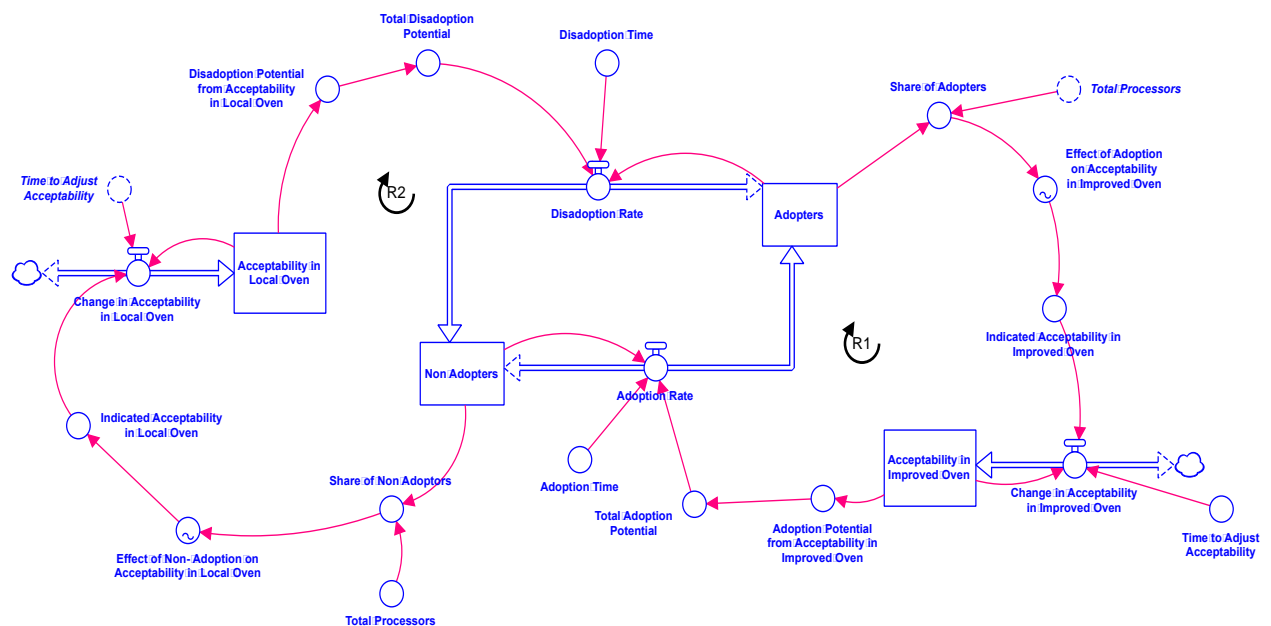 Total Disadoption
Potential
Disadoption Time
Disadoption Potential
from Acceptability
in Local Oven
Share of Adopters
Total Processors
Effect of Adoption
on Acceptability
in Improved Oven
Time to Adjust
Acceptability
R2
Disadoption Rate
Adopters
Acceptability in
Local Oven
Change in Acceptability
in Local Oven
R1
Indicated Acceptability in
Improved Oven
Non Adopters
Adoption Rate
Indicated Acceptability
in Local Oven
Acceptability in
Improved Oven
Share of Non Adoptors
Adoption Time
Total Adoption
Potential
Adoption Potential
from Acceptability in
Improved Oven
Change in Acceptability
in Improved Oven
Time to Adjust
Acceptability
Effect of Non- Adoption on
Acceptability in Local Oven
Total Processors